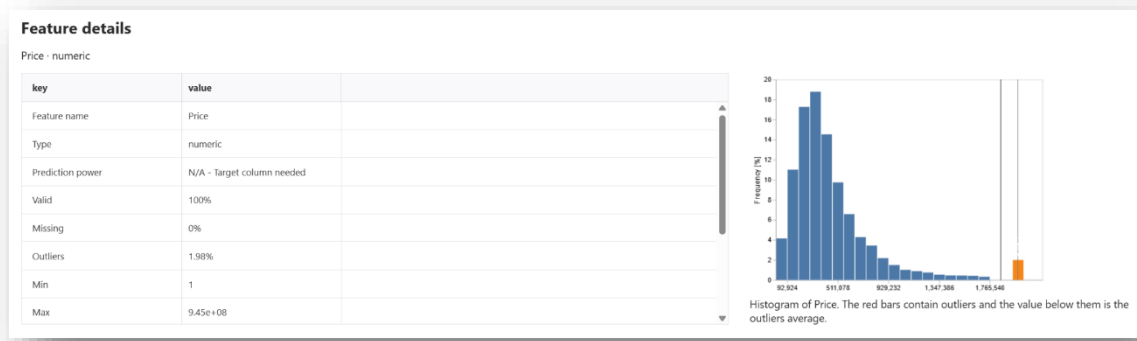 Feature details
Price · numeric
key value
Feature name Price
Type numeric
Prediction power N/A - Target column needed
Valid 100%
Missing 0%
Outliers 1.98%
Min 1
Max 9.45e+08
20
18
16
14
12
10
8
6
4
2
0
Frequency [%]
92,924 511,078 929,232 1,347,386 1,765,540
Histogram of Price. The red bars contain outliers and the value below them is the
outliers average.